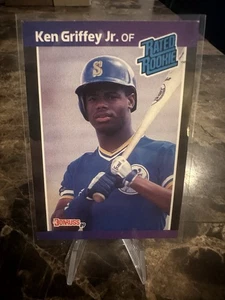 Ken Griffey Jr. OF
RATED
ROOKIE
S
DONRUSS